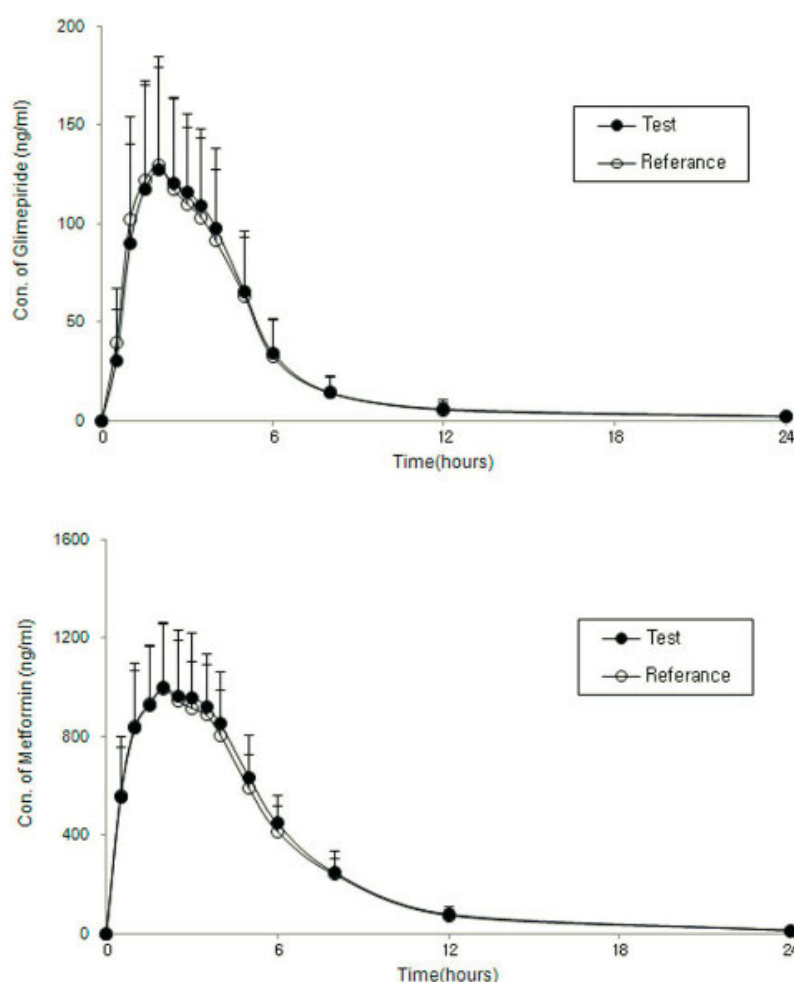 200
150
100
50
0
Con. of Glimepiride (ng/ml)
Test
Referance
0 6 12 18 24
Time(hours)
1600
1200
800
400
0
Con. of Metformin (ng/ml)
Test
Referance
0 6 12 18 24
Time(hours)